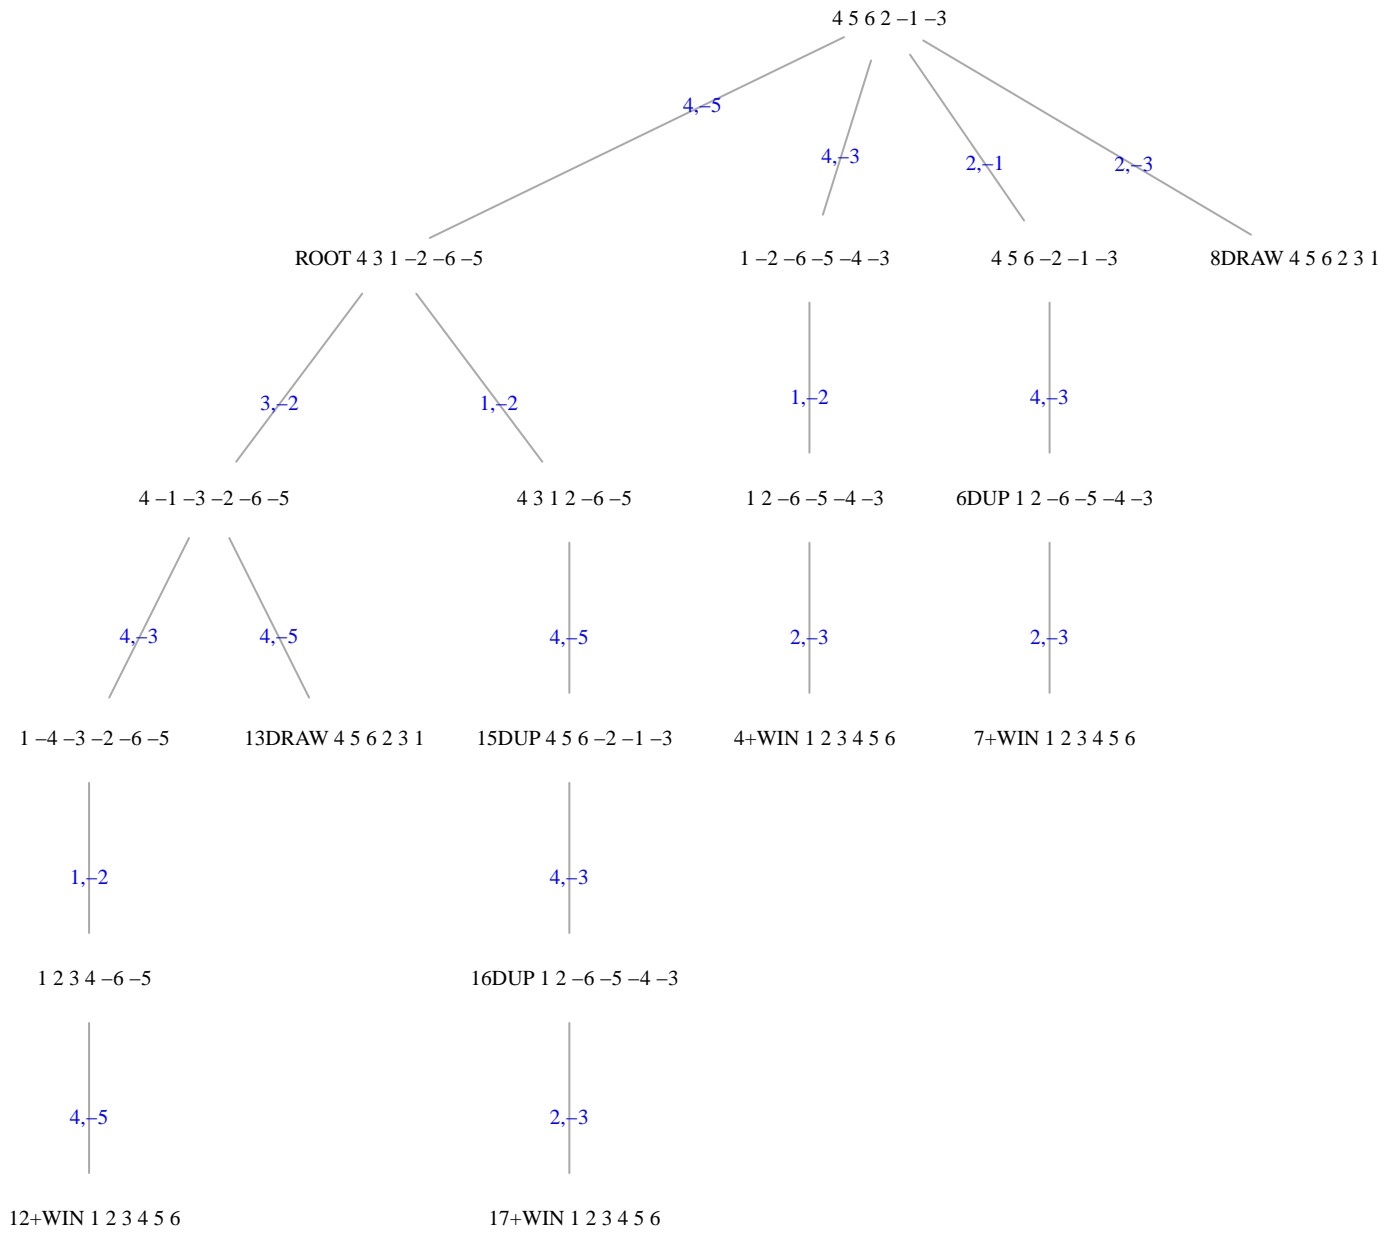 4 5 6 2 –1 –3
4,–5
4,–3
2,–1
2,–3
ROOT 4 3 1 –2 –6 –5
1 –2 –6 –5 –4 –3
4 5 6 –2 –1 –3
8DRAW 4 5 6 2 3 1
3,–2
1,–2
1,–2
4,–3
4 –1 –3 –2 –6 –5
4 3 1 2 –6 –5
1 2 –6 –5 –4 –3
6DUP 1 2 –6 –5 –4 –3
4,–3
4,–5
4,–5
2,–3
2,–3
1 –4 –3 –2 –6 –5
13DRAW 4 5 6 2 3 1
15DUP 4 5 6 –2 –1 –3
4+WIN 1 2 3 4 5 6
7+WIN 1 2 3 4 5 6
1,–2
4,–3
1 2 3 4 –6 –5
16DUP 1 2 –6 –5 –4 –3
4,–5
2,–3
12+WIN 1 2 3 4 5 6
17+WIN 1 2 3 4 5 6